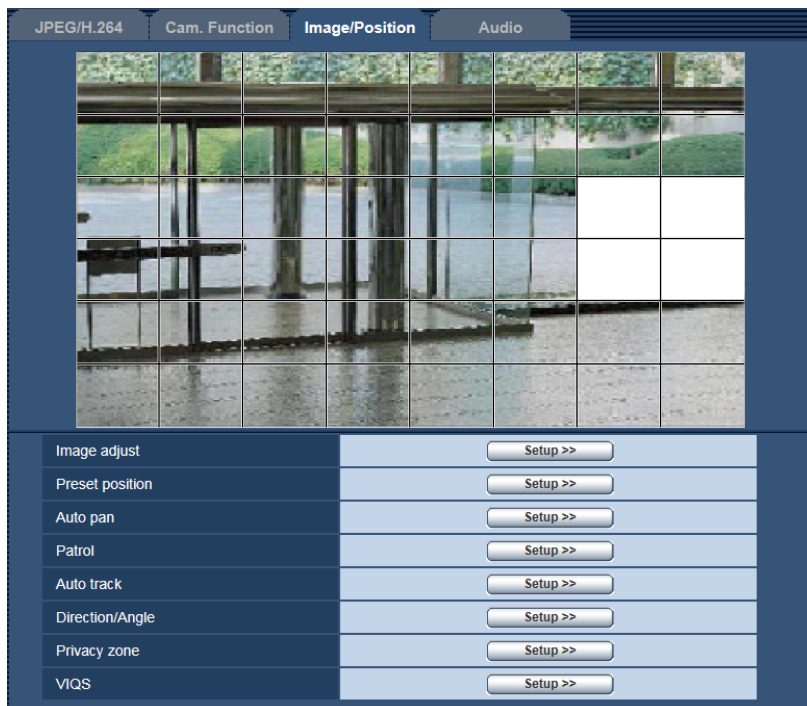 JPEG/H.264 Cam. Function Image/Position Audio
Image adjust Setup >>
Preset position Setup >>
Auto pan Setup >>
Patrol Setup >>
Auto track Setup >>
Direction/Angle Setup >>
Privacy zone Setup >>
VIQS Setup >>